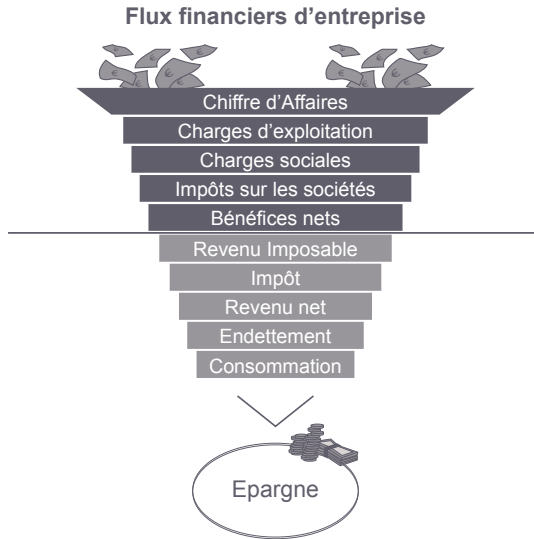 Flux financiers d'entreprise
Chiffre d'Affaires
Charges d'exploitation
Charges sociales
Impôts sur les sociétés
Bénéfices nets
Revenu Imposable
Impôt
Revenu net
Endettement
Consommation
Epargne